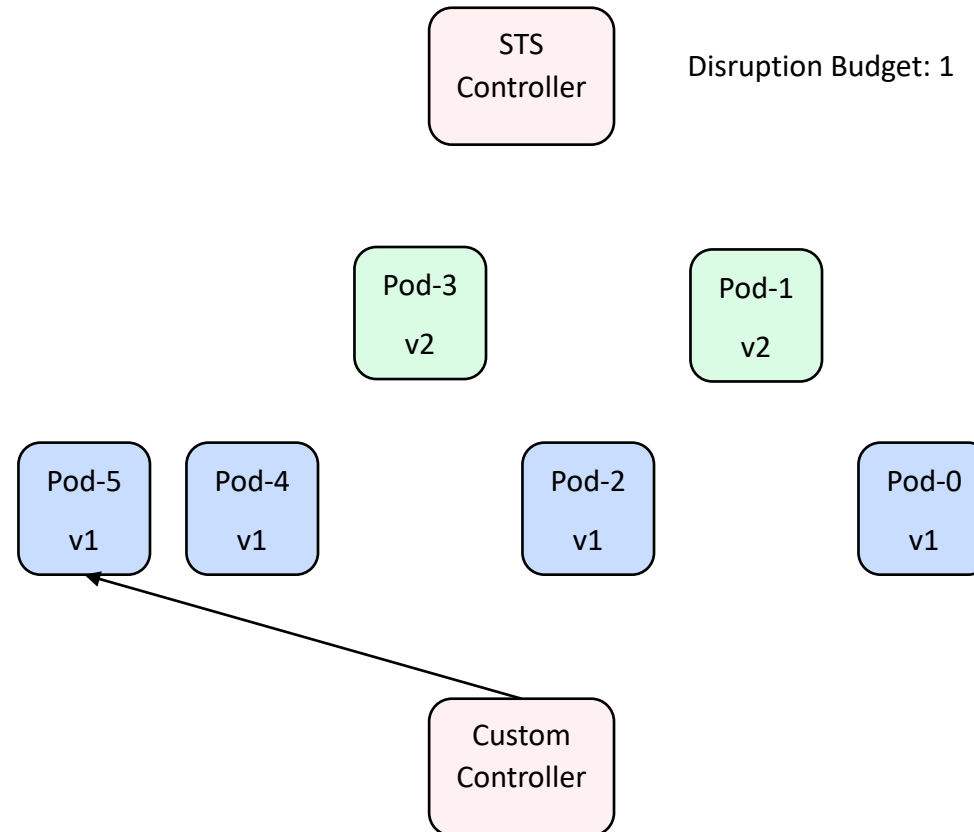 STS
Controller
Disruption Budget: 1
Pod-3
v2
Pod-1
v2
Pod-5
v1
Pod-4
v1
Pod-2
v1
Pod-0
v1
Custom
Controller